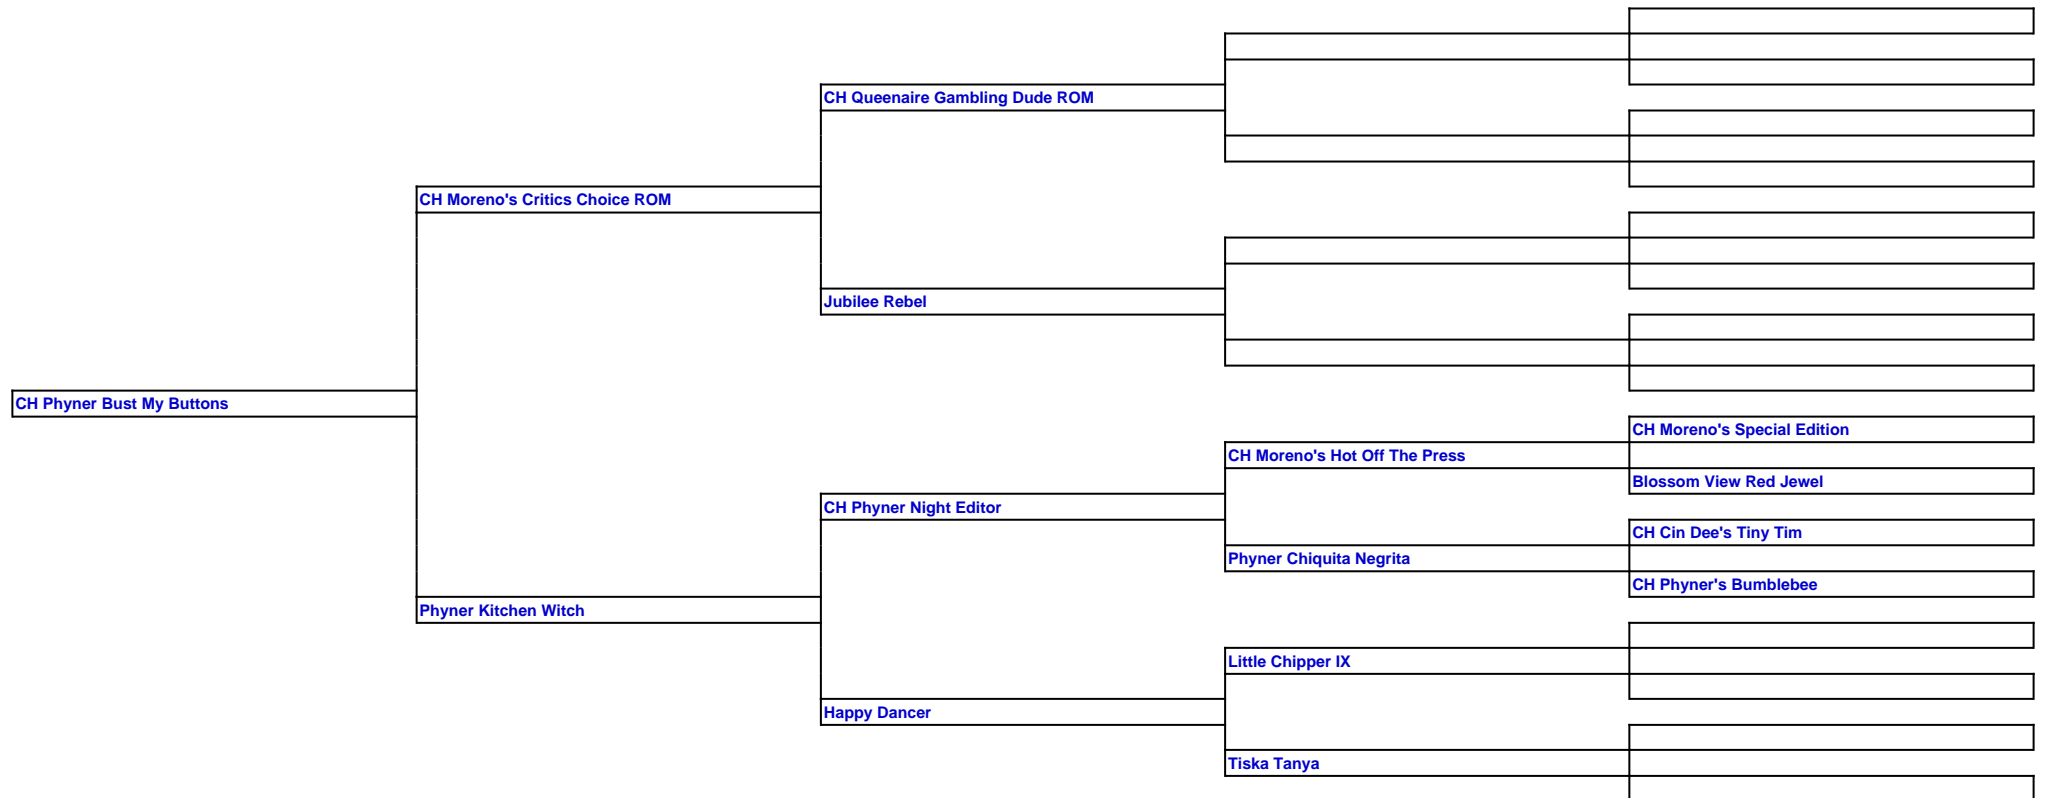 CH Queenaire Gambling Dude ROM
CH Moreno's Critics Choice ROM
Jubilee Rebel
CH Phyner Bust My Buttons
CH Moreno's Special Edition
CH Moreno's Hot Off The Press
Blossom View Red Jewel
CH Phyner Night Editor
CH Cin Dee's Tiny Tim
Phyner Chiquita Negrita
CH Phyner's Bumblebee
Phyner Kitchen Witch
Little Chipper IX
Happy Dancer
Tiska Tanya